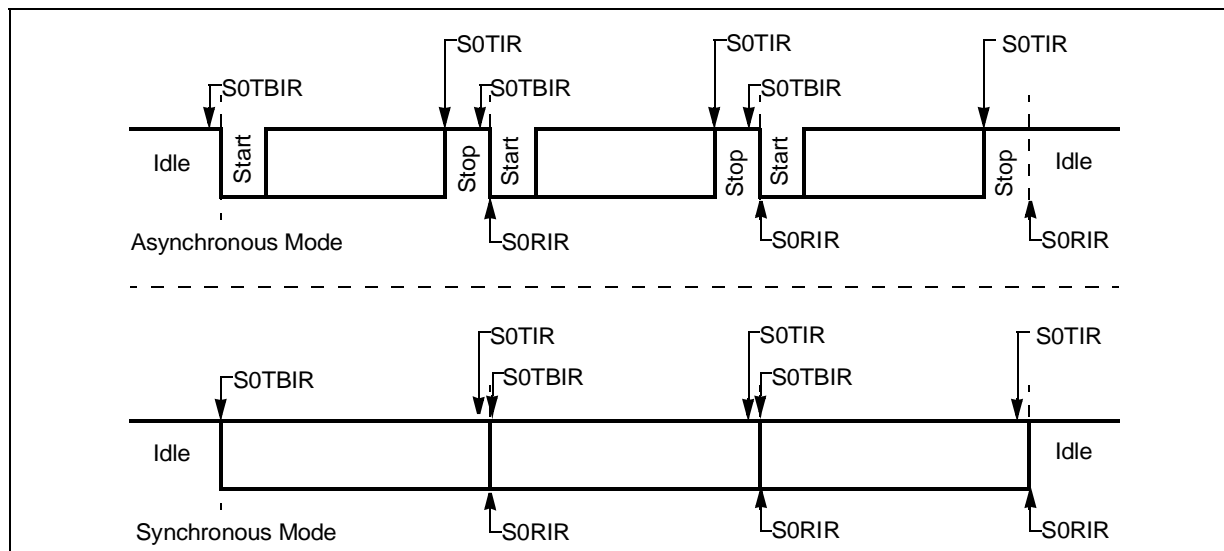 S0TIR S0TIR S0TIR
S0TBIR S0TBIR S0TBIR
Idle Start Stop Start Stop Start Stop Idle
Asynchronous Mode S0RIR S0RIR S0RIR
S0TIR S0TIR S0TIR
S0TBIR S0TBIR S0TBIR
Idle Idle
Synchronous Mode S0RIR S0RIR S0RIR